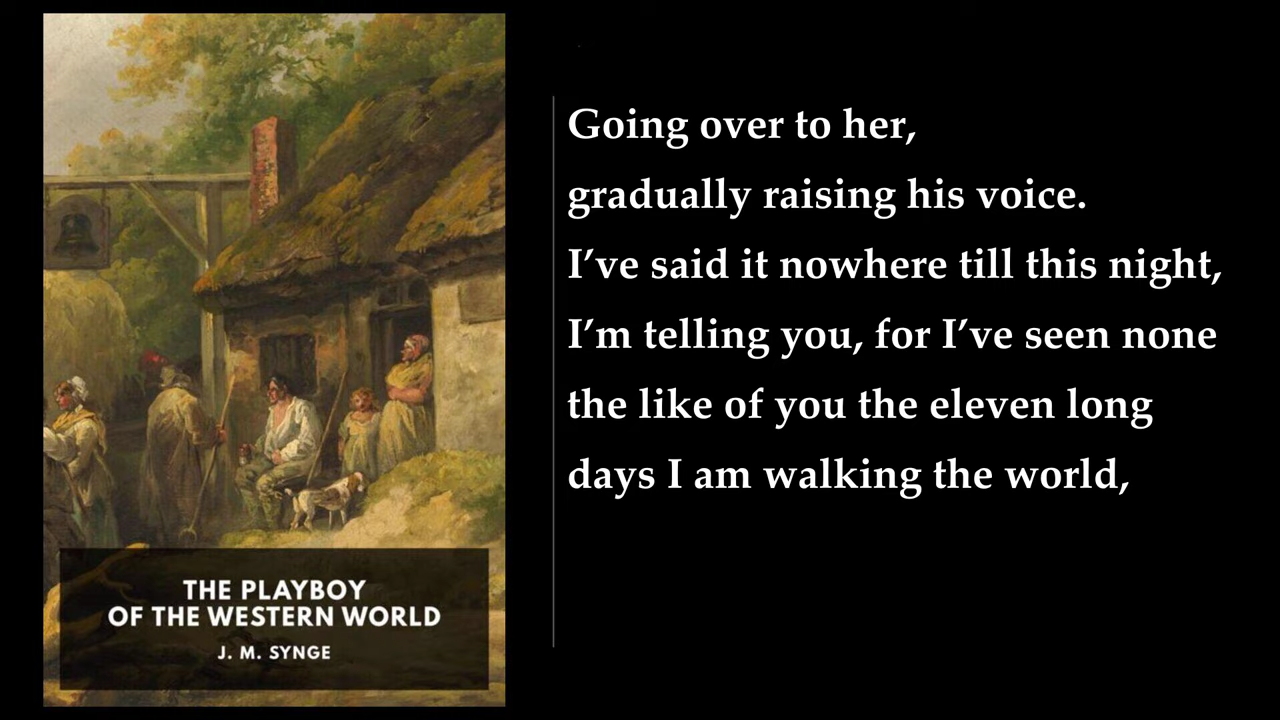 Going over to her,
gradually raising his voice.
I’ve said it nowhere till this night,
I’m telling you, for I’ve seen none
the like of you the eleven long
days I am walking the world,
THE PLAYBOY
OF THE WESTERN WORLD
J. M. SYNGE